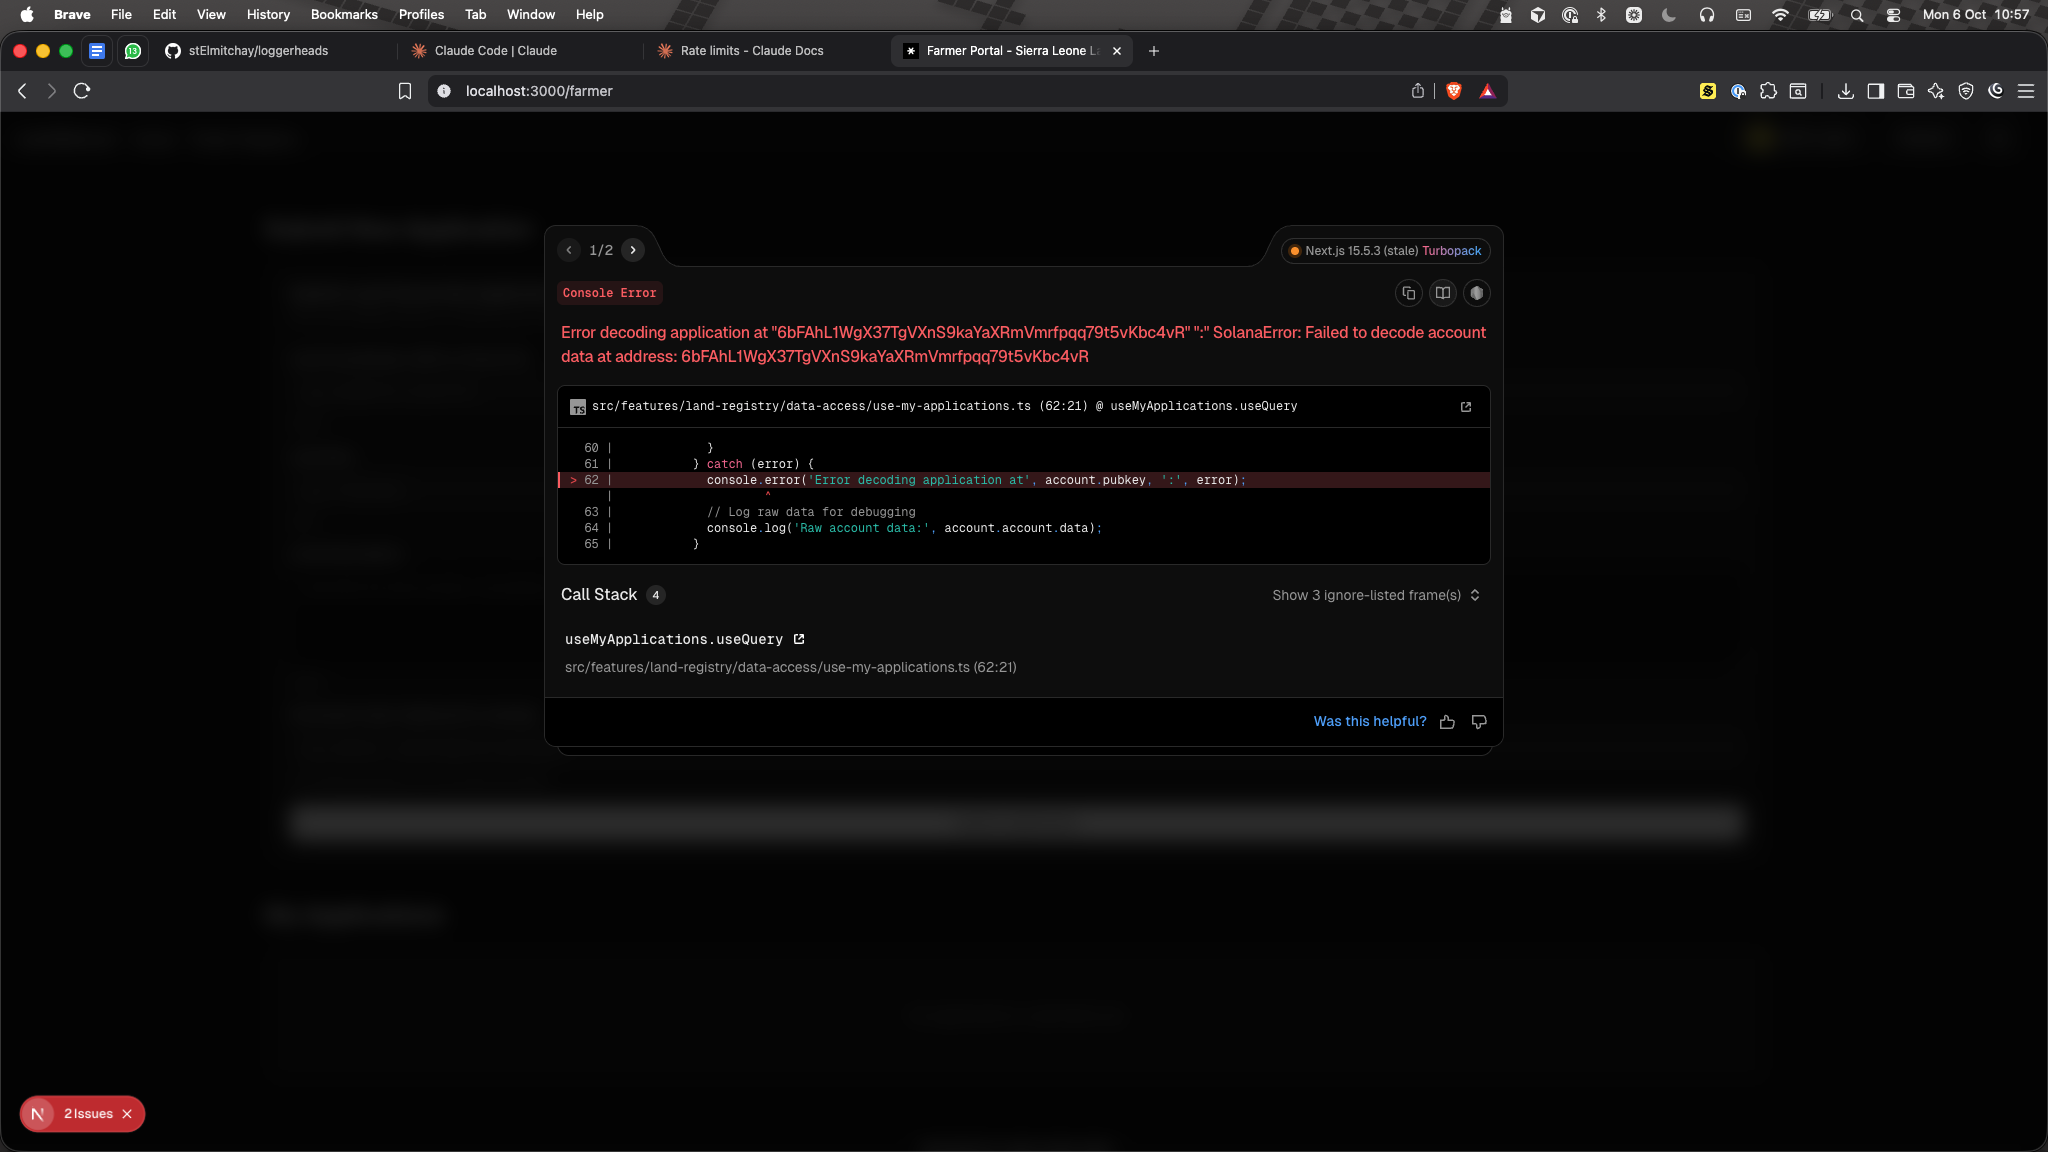 Brave File Edit View History Bookmarks Profiles Tab Window Help Mon 6 Oct 10:57
13 stElmitchay/loggerheads Claude Code | Claude Rate limits - Claude Docs Farmer Portal - Sierra Leone L
localhost:3000/farmer
1/2 Next.js 15.5.3 (stale) Turbopack
Console Error
Error decoding application at "6bFAhL1WgX37TgVXnS9kaYaXRmVmrfpqq79t5vKbc4vR" ":" SolanaError: Failed to decode account
data at address: 6bFAhL1WgX37TgVXnS9kaYaXRmVmrfpqq79t5vKbc4vR
TS src/features/land-registry/data-access/use-my-applications.ts (62:21) @ useMyApplications.useQuery
60 | }
61 | } catch (error) {
> 62 | console.error('Error decoding application at', account.pubkey, ':', error);
| ^
63 | // Log raw data for debugging
64 | console.log('Raw account data:', account.account.data);
65 | }
Call Stack 4 Show 3 ignore-listed frame(s)
useMyApplications.useQuery
src/features/land-registry/data-access/use-my-applications.ts (62:21)
Was this helpful?
N 2 Issues